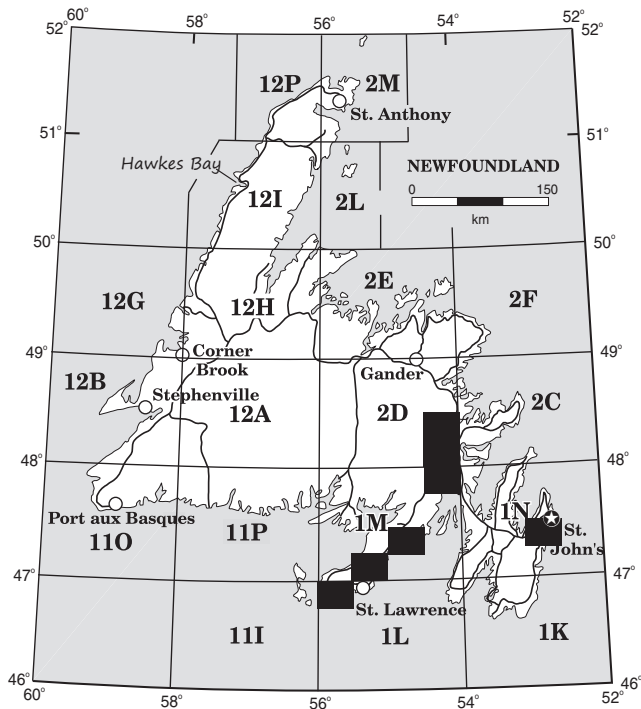 60° 58° 56° 54° 52°
52° 52°
12P 2M
St. Anthony
51° 51°
Hawkes Bay
NEWFOUNDLAND
12I
0 150
2L
km
50° 50°
2E
12G 12H 2F
49° 49°
Corner
Brook
Gander
12B
Stephenville
12A 2D 2C
48° 48°
Port aux Basques
11O 11P 1M 1N
St.
John's
47° 47°
St. Lawrence
11I 1L 1K
46° 46°
60° 58° 56° 54° 52°